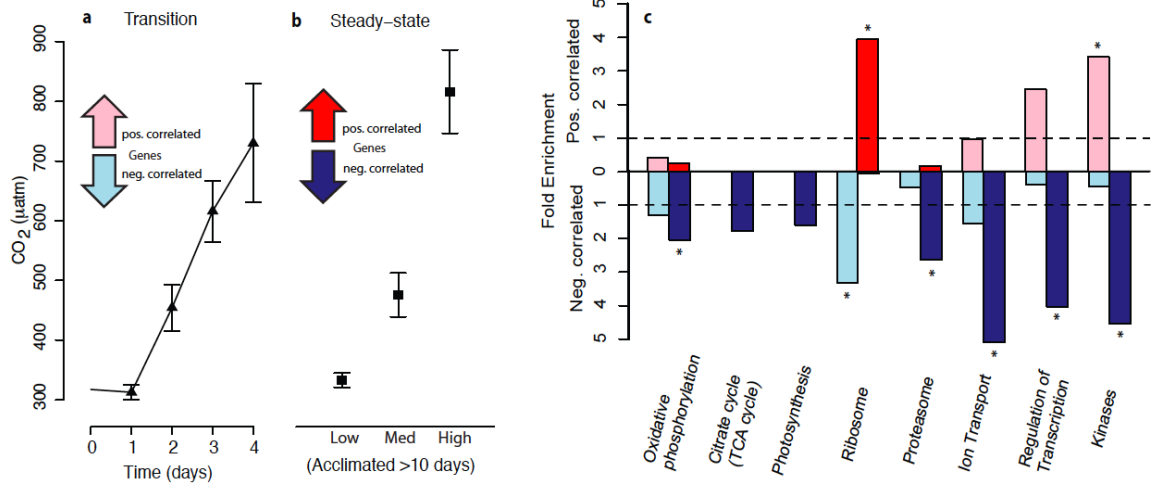 a Transition
900
800
700
600
500
400
300
CO2 (µatm)
pos. correlated
Genes
neg. correlated
0 1 2 3 4
Time (days)
b Steady−state
pos. correlated
Genes
neg. correlated
Low Med High
(Acclimated >10 days)
c
Fold Enrichment
Pos. correlated
Neg. correlated
5
4
3
2
1
0
1
2
3
4
5
*
*
*
*
*
*
*
*
Oxidative
phosphorylation
Citrate cycle
(TCA cycle)
Photosynthesis
Ribosome
Proteasome
Ion Transport
Regulation of
Transcription
Kinases